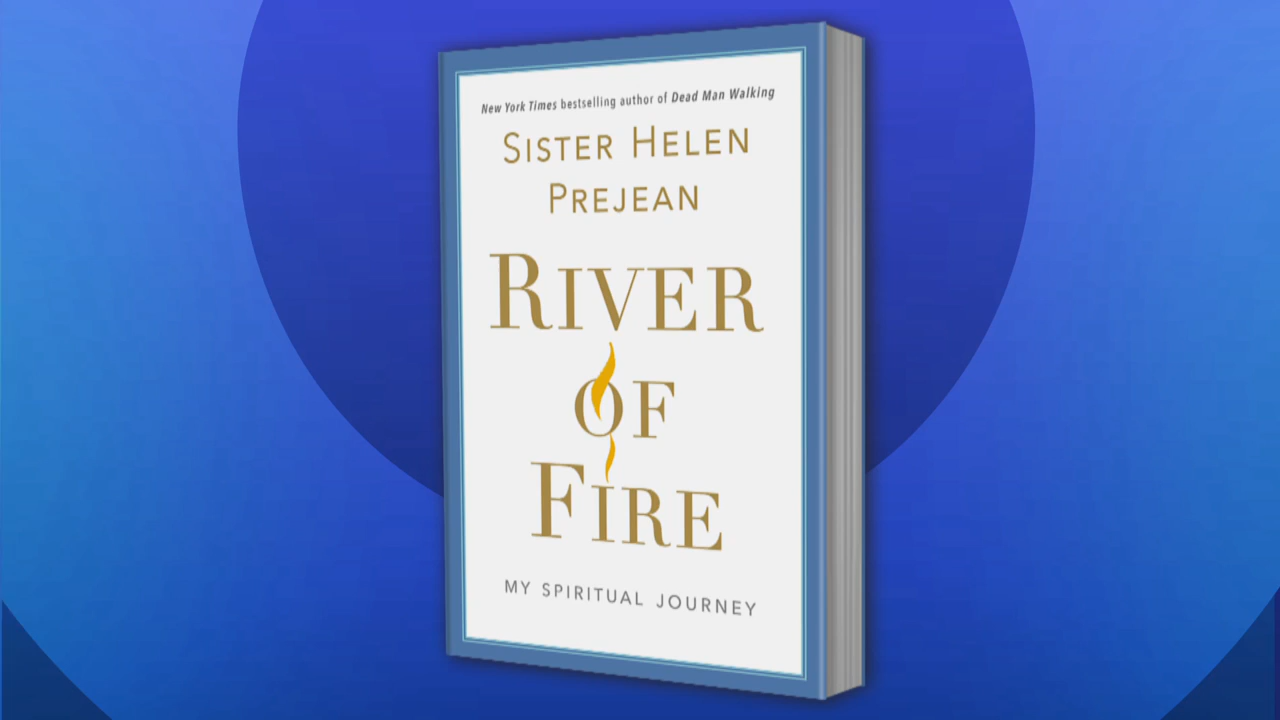 New York Times bestselling author of Dead Man Walking
SISTER HELEN
PREJEAN
RIVER
OF
FIRE
MY SPIRITUAL JOURNEY